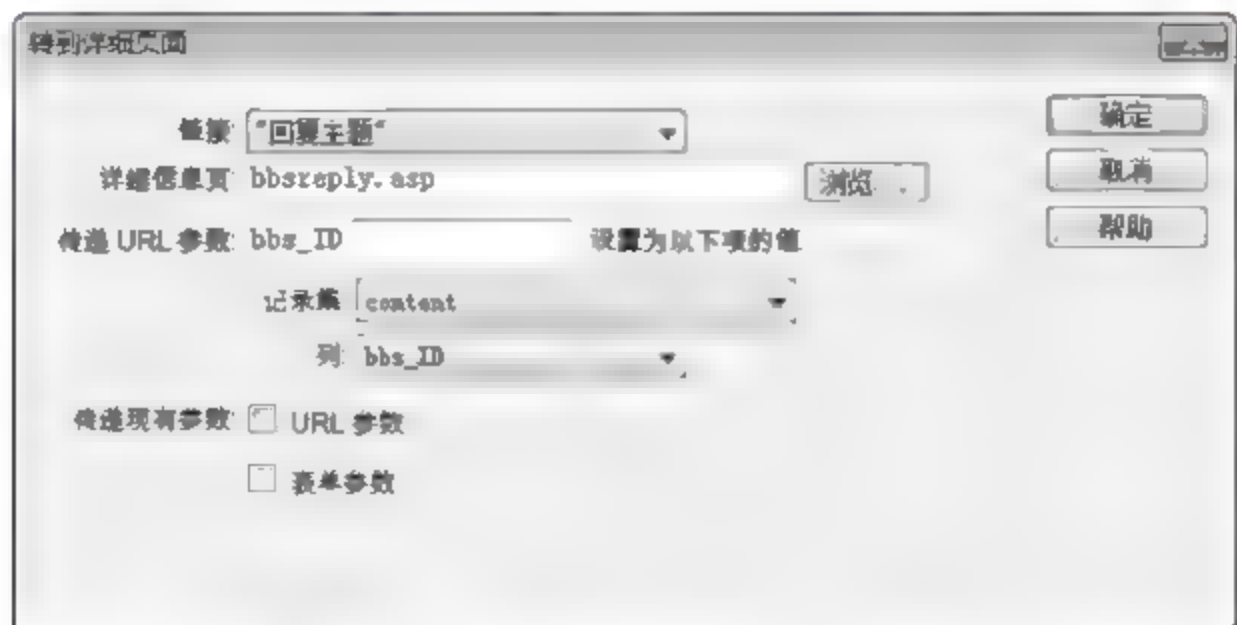 转到详细页面
链接: "回复主题"
确定
详细信息页: bbsreply.asp 浏览...
取消
传递 URL 参数: bbs_ID 设置为以下项的值
帮助
记录集: content
列: bbs_ID
传递现有参数: URL 参数
表单参数